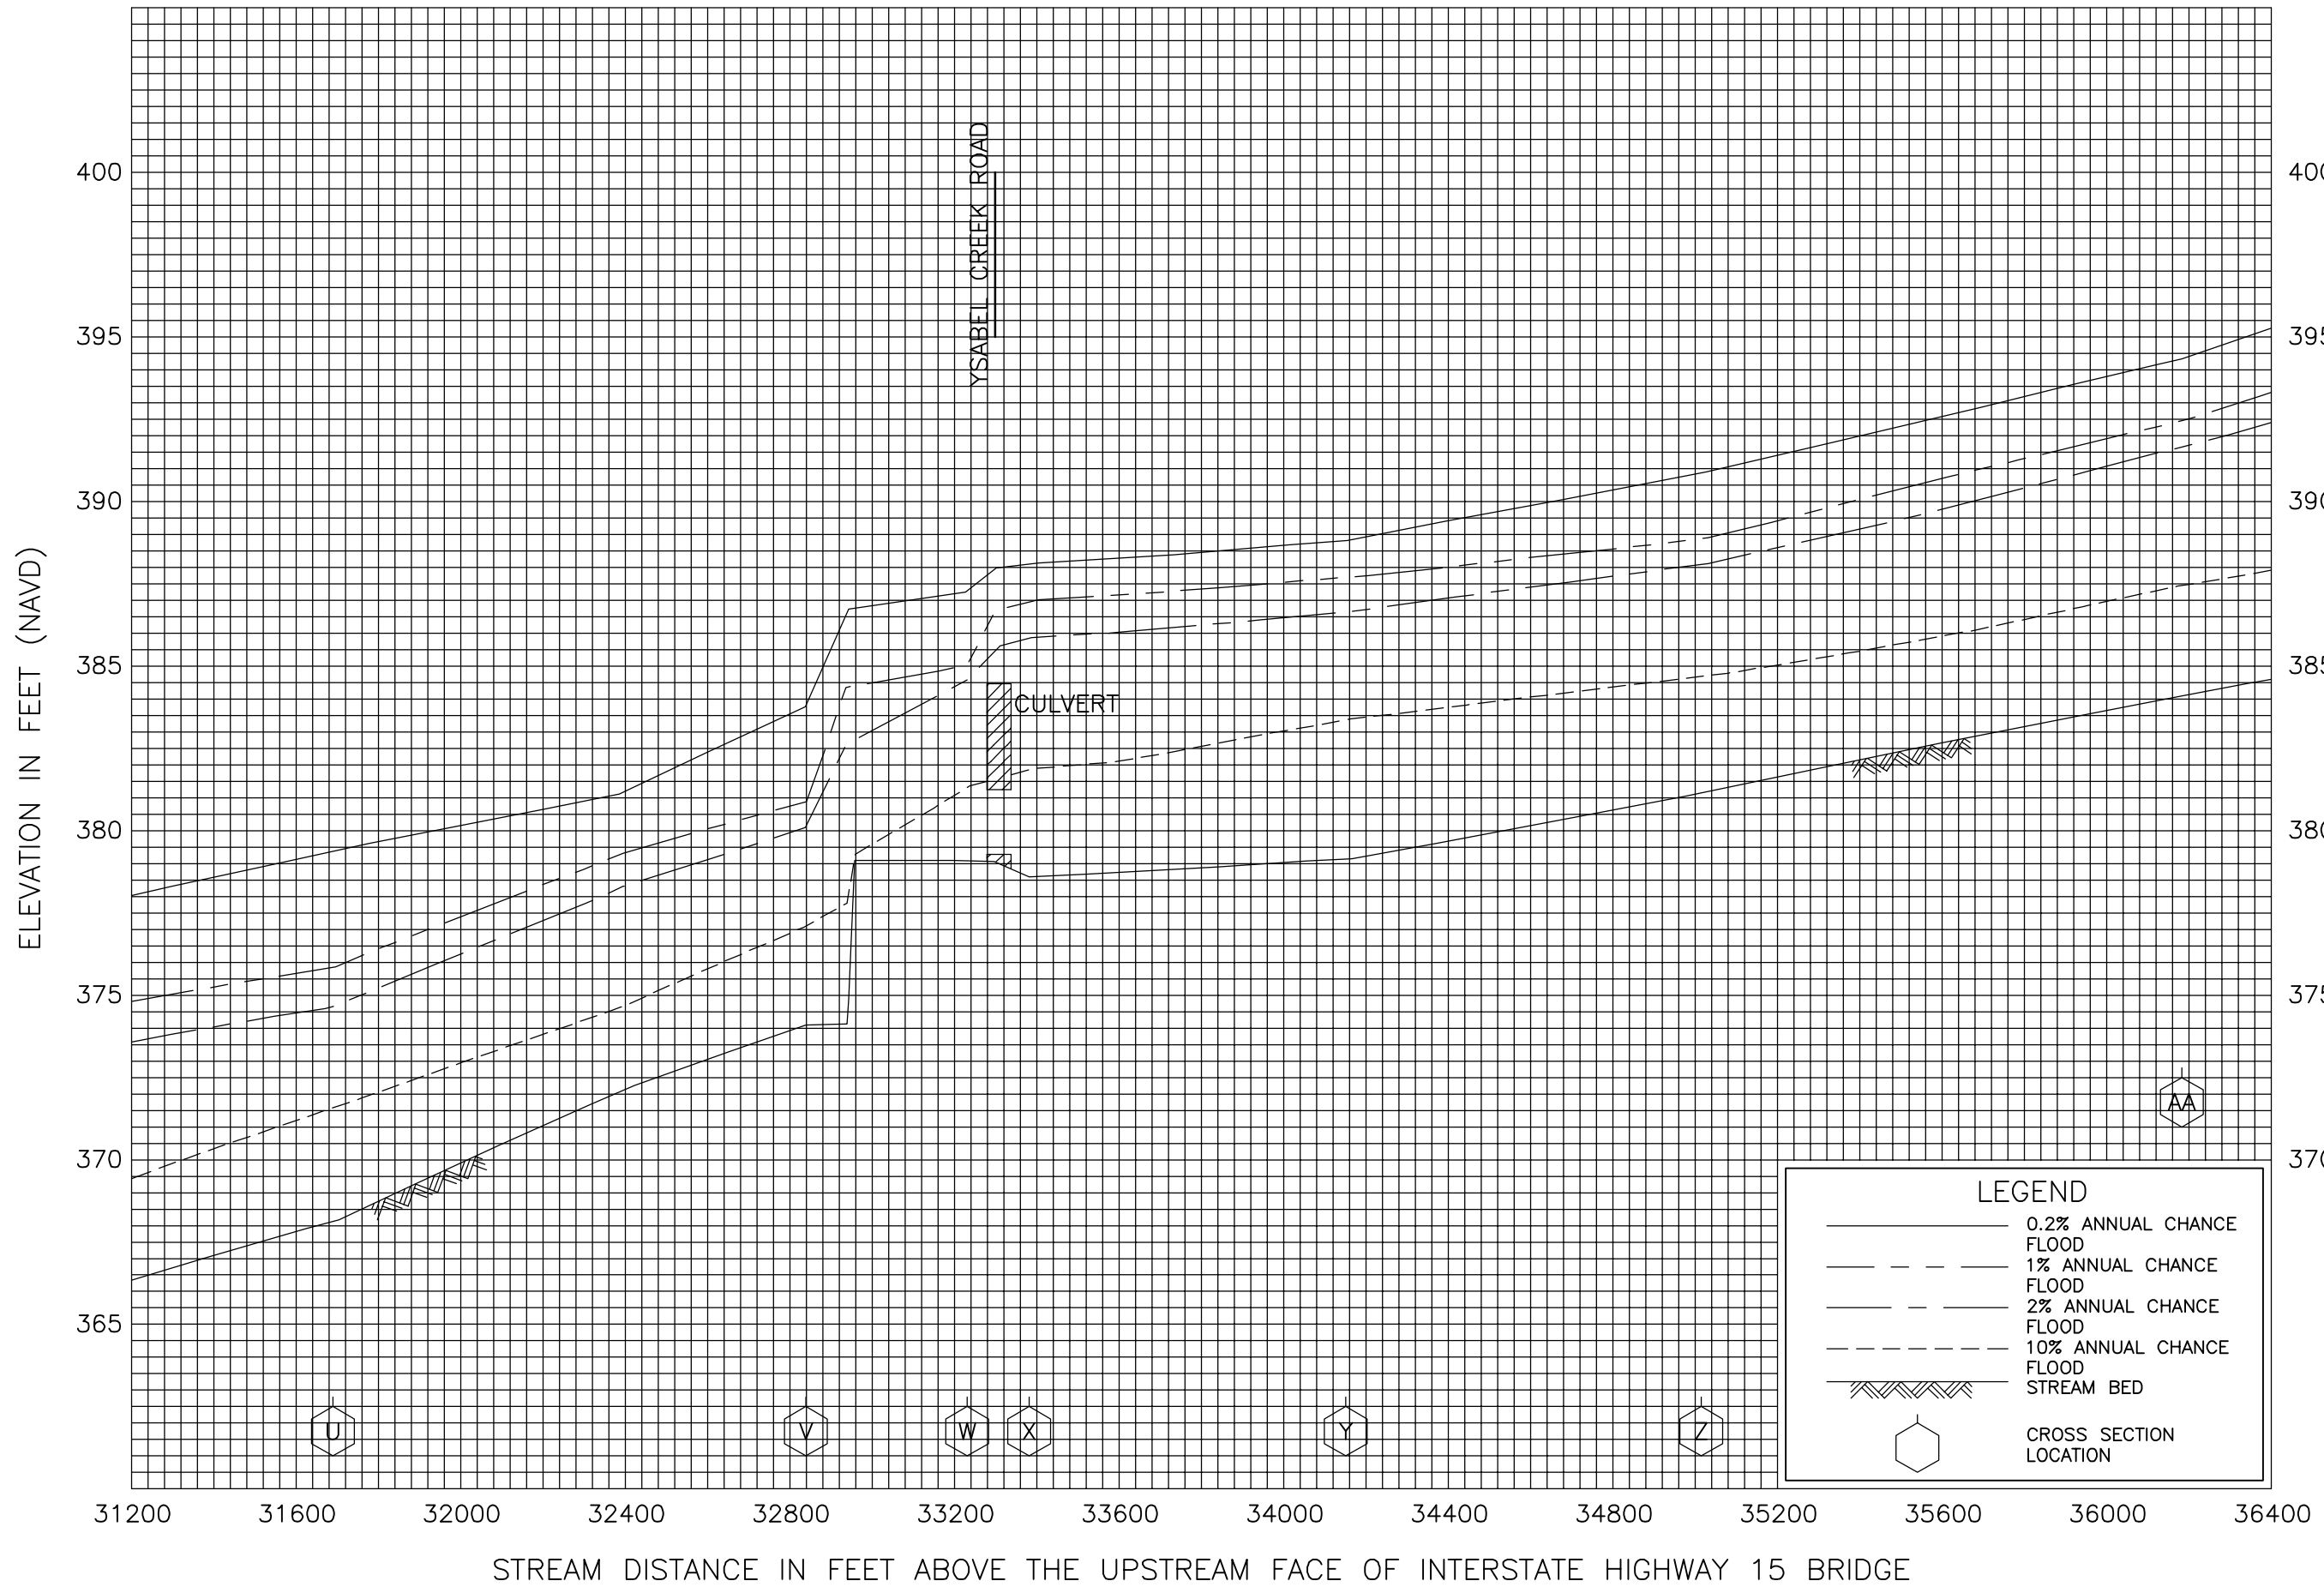 YSABEL CREEK ROAD
400
400
395
395
390
390
ELEVATION IN FEET (NAVD)
385
385
CULVERT
380
380
375
375
AA
370
370
LEGEND
0.2% ANNUAL CHANCE
FLOOD
1% ANNUAL CHANCE
FLOOD
2% ANNUAL CHANCE
FLOOD
10% ANNUAL CHANCE
FLOOD
STREAM BED
CROSS SECTION
LOCATION
365
U V W X Y Z
31200 31600 32000 32400 32800 33200 33600 34000 34400 34800 35200 35600 36000 36400
STREAM DISTANCE IN FEET ABOVE THE UPSTREAM FACE OF INTERSTATE HIGHWAY 15 BRIDGE